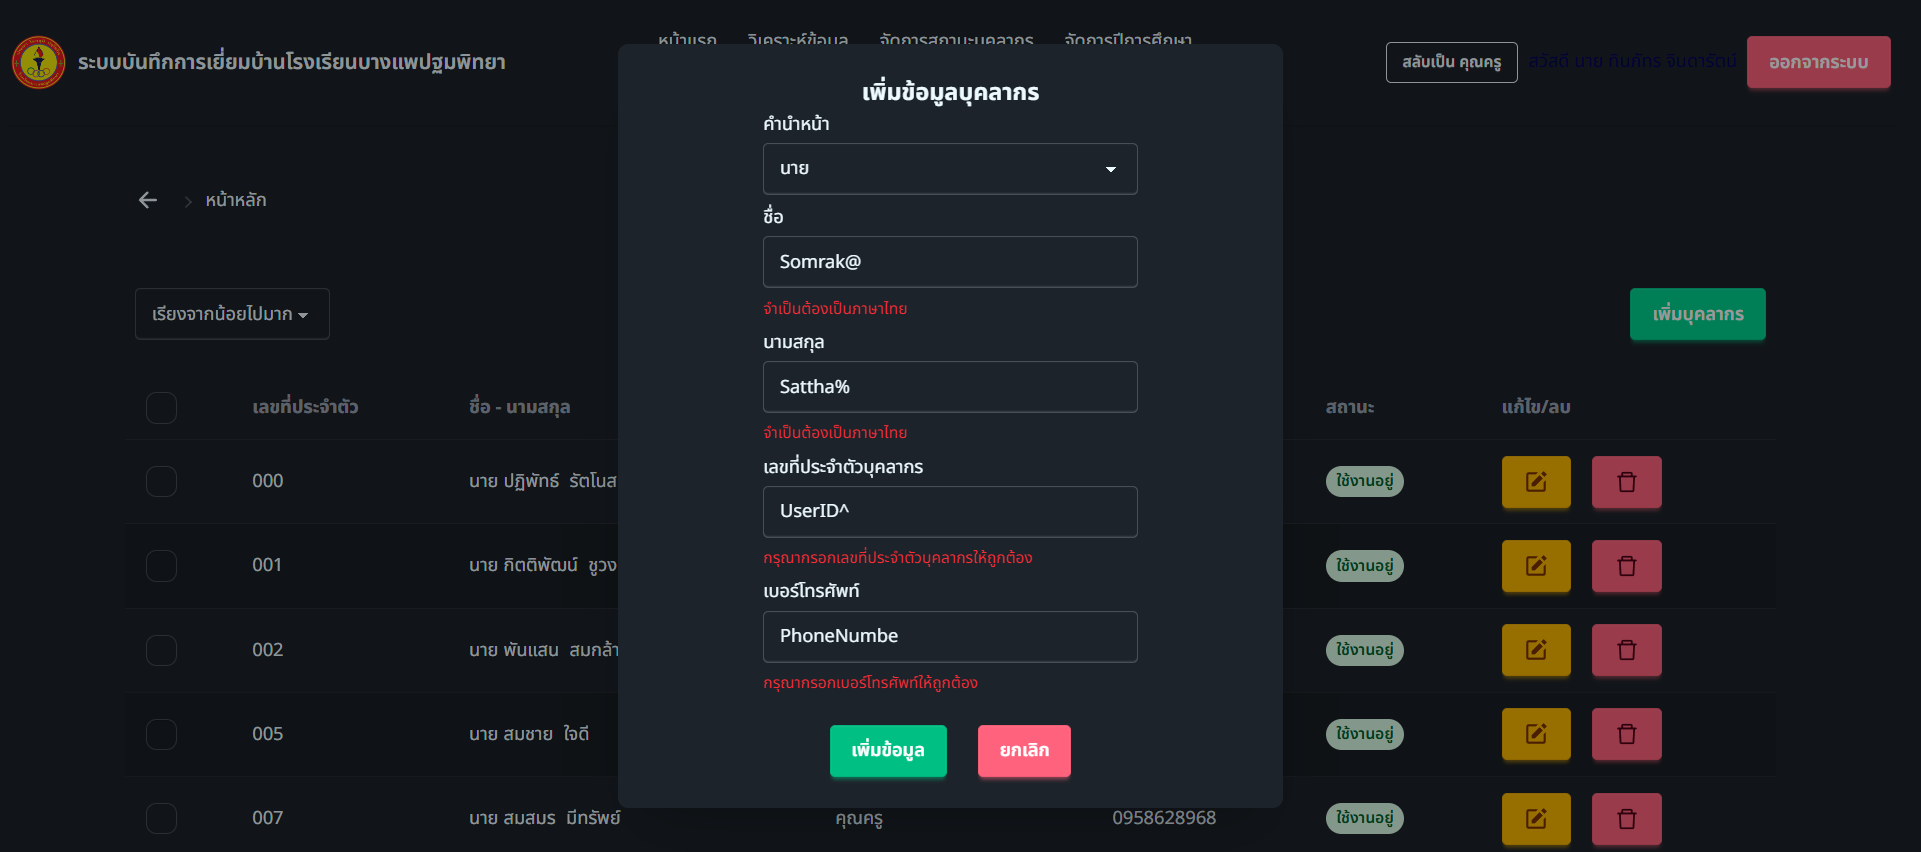 ระบบบันทึกการเยี่ยมบ้านโรงเรียนบางแพปฐมพิทยา
หน้าแรก วิเคราะห์ข้อมูล จัดการสถานะบุคลากร จัดการปีการศึกษา
สลับเป็น คุณครู
สวัสดี นาย ทินภัทร จินดารัตน์
ออกจากระบบ
หน้าหลัก
เรียงจากน้อยไปมาก
เพิ่มบุคลากร
เลขที่ประจำตัว ชื่อ - นามสกุล สถานะ แก้ไข/ลบ
000 นาย ปฏิพัทธ์ รัตโนส ใช้งานอยู่
001 นาย กิตติพัฒน์ ชูวง ใช้งานอยู่
002 นาย พันแสน สมกล้า ใช้งานอยู่
005 นาย สมชาย ใจดี ใช้งานอยู่
007 นาย สมสมร มีทรัพย์ คุณครู 0958628968 ใช้งานอยู่
เพิ่มข้อมูลบุคลากร
คำนำหน้า
นาย
ชื่อ
Somrak@
จำเป็นต้องเป็นภาษาไทย
นามสกุล
Sattha%
จำเป็นต้องเป็นภาษาไทย
เลขที่ประจำตัวบุคลากร
UserID^
กรุณากรอกเลขที่ประจำตัวบุคลากรให้ถูกต้อง
เบอร์โทรศัพท์
PhoneNumbe
กรุณากรอกเบอร์โทรศัพท์ให้ถูกต้อง
เพิ่มข้อมูล ยกเลิก